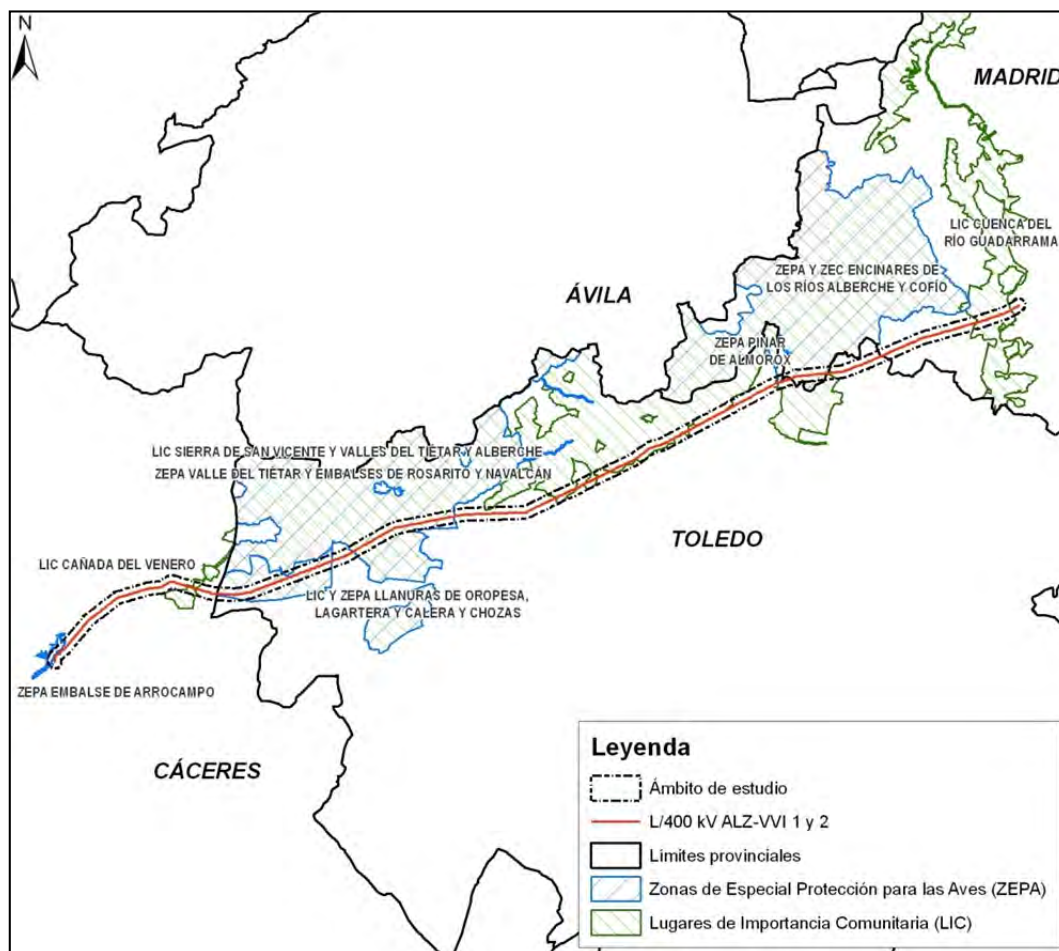 N
MADRID
LIC CUENCA DEL
RÍO GUADARRAMA
ZEPA Y ZEC ENCINARES DE
LOS RÍOS ALBERCHE Y COFÍO
ÁVILA
ZEPA PINAR
DE ALMOROX
LIC SIERRA DE SAN VICENTE Y VALLES DEL TIÉTAR Y ALBERCHE
ZEPA VALLE DEL TIÉTAR Y EMBALSES DE ROSARITO Y NAVALCÁN
TOLEDO
LIC CAÑADA DEL VENERO
LIC Y ZEPA LLANURAS DE OROPESA,
LAGARTERA Y CALERA Y CHOZAS
ZEPA EMBALSE DE ARROCAMPO
CÁCERES
Leyenda
Ámbito de estudio
L/400 kV ALZ-VVI 1 y 2
Límites provinciales
Zonas de Especial Protección para las Aves (ZEPA)
Lugares de Importancia Comunitaria (LIC)